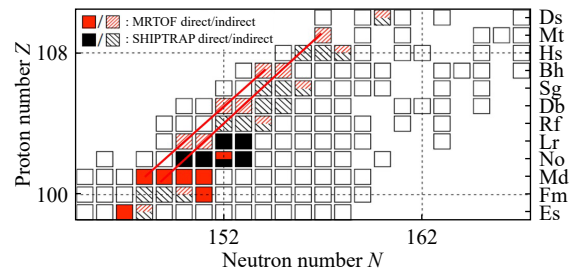 / : MRTOF direct/indirect
/ : SHIPTRAP direct/indirect
Proton number Z
108
100
152
162
Neutron number N
Ds
Mt
Hs
Bh
Sg
Db
Rf
Lr
No
Md
Fm
Es